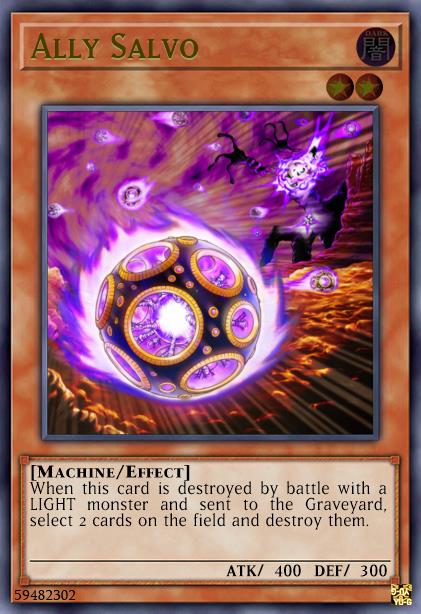 Ally Salvo
DARK
闇
[Machine/Effect]
When this card is destroyed by battle with a
LIGHT monster and sent to the Graveyard,
select 2 cards on the field and destroy them.
ATK/ 400 DEF/ 300
59482302